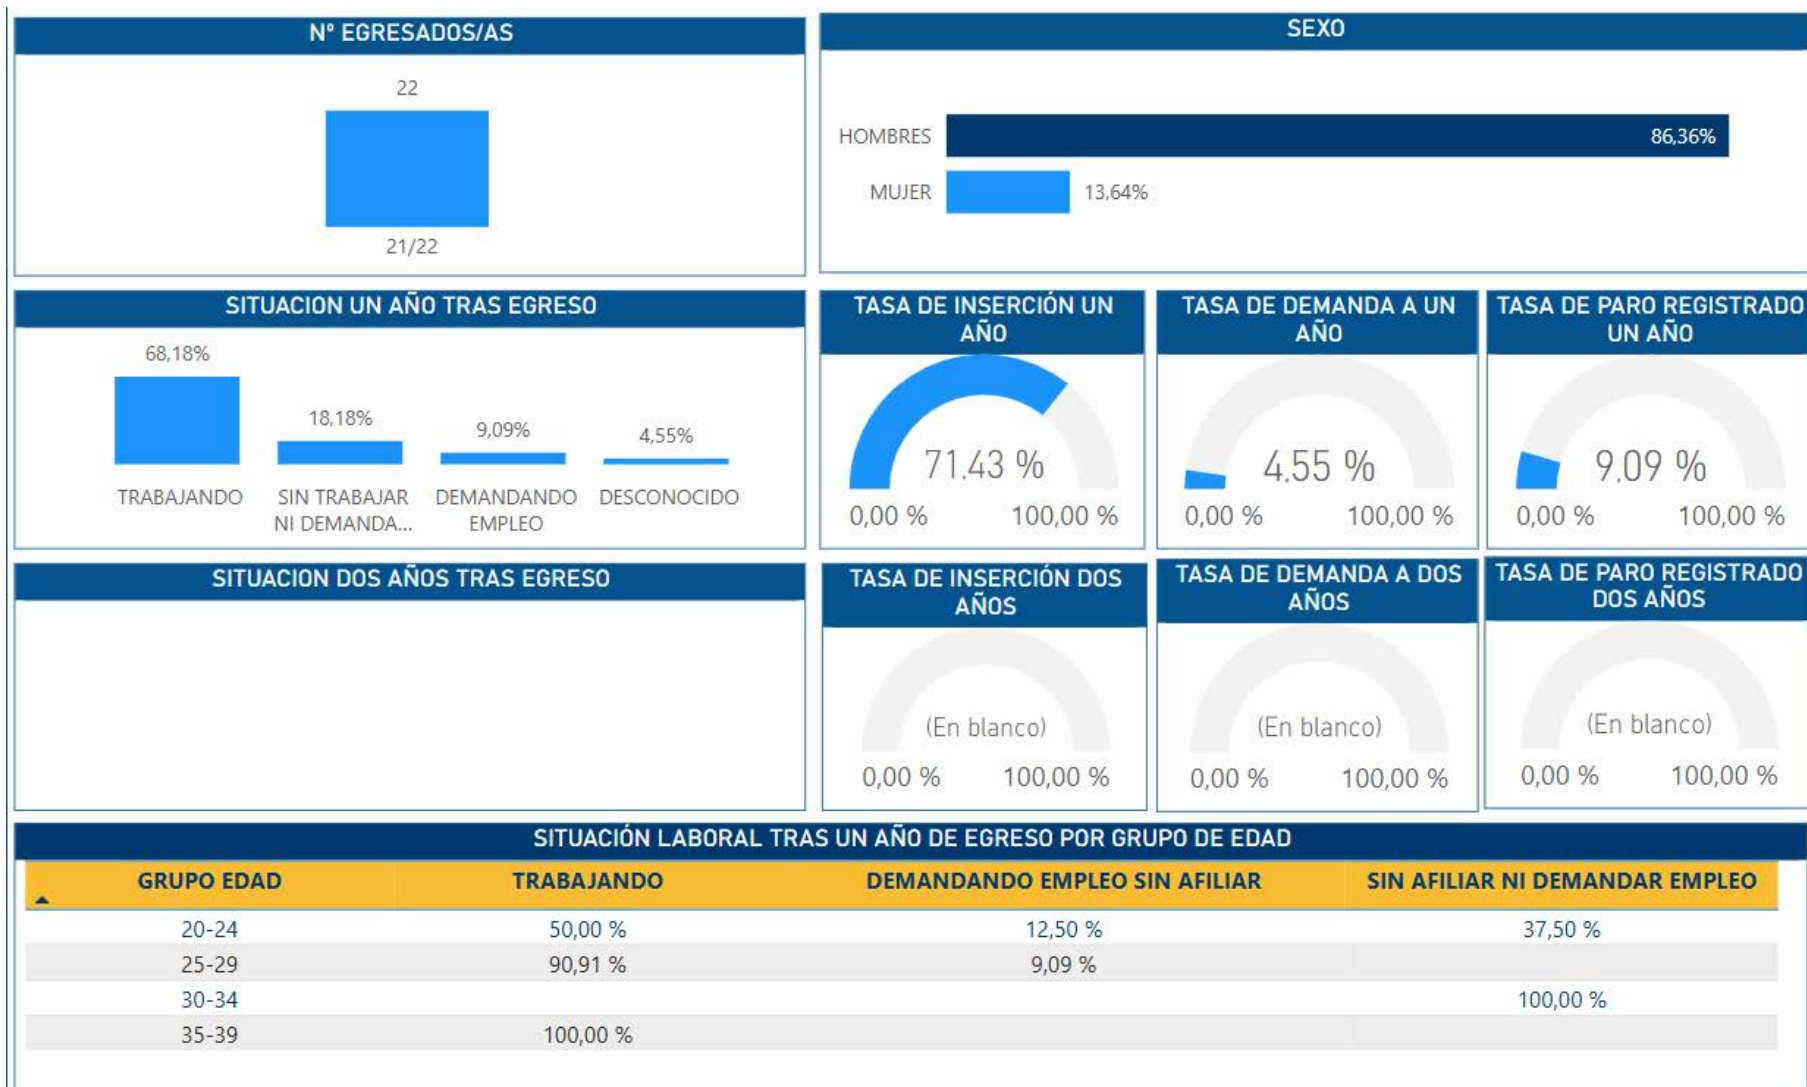 Nº EGRESADOS/AS
22
21/22
SEXO
HOMBRES
86,36%
MUJER
13,64%
SITUACION UN AÑO TRAS EGRESO
68,18%
18,18%
9,09%
4,55%
TRABAJANDO
SIN TRABAJAR
NI DEMANDA...
DEMANDANDO
EMPLEO
DESCONOCIDO
TASA DE INSERCIÓN UN
AÑO
71,43 %
0,00 %
100,00 %
TASA DE DEMANDA A UN
AÑO
4,55 %
0,00 %
100,00 %
TASA DE PARO REGISTRADO
UN AÑO
9,09 %
0,00 %
100,00 %
SITUACION DOS AÑOS TRAS EGRESO
TASA DE INSERCIÓN DOS
AÑOS
(En blanco)
0,00 %
100,00 %
TASA DE DEMANDA A DOS
AÑOS
(En blanco)
0,00 %
100,00 %
TASA DE PARO REGISTRADO
DOS AÑOS
(En blanco)
0,00 %
100,00 %
SITUACIÓN LABORAL TRAS UN AÑO DE EGRESO POR GRUPO DE EDAD
GRUPO EDAD TRABAJANDO DEMANDANDO EMPLEO SIN AFILIAR SIN AFILIAR NI DEMANDAR EMPLEO
20-24 50,00 % 12,50 % 37,50 %
25-29 90,91 % 9,09 %
30-34 100,00 %
35-39 100,00 %